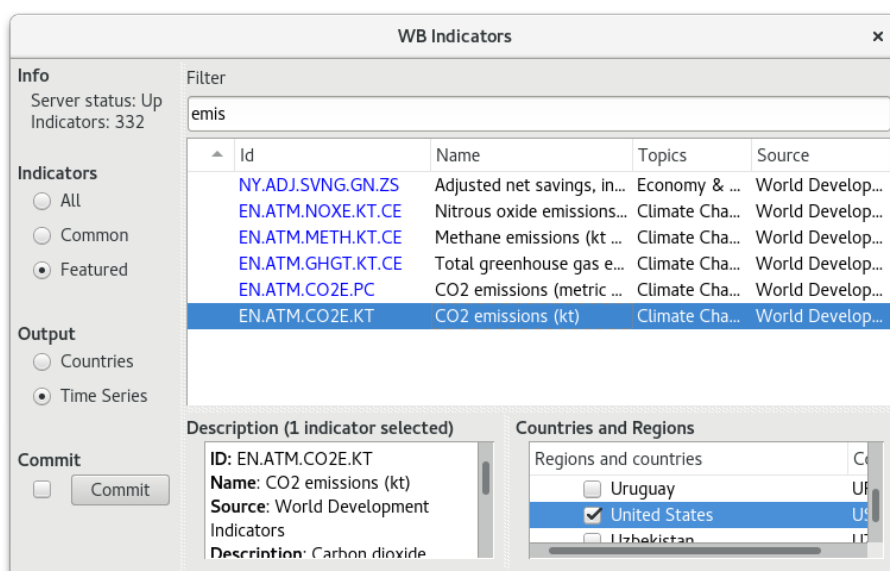 WB Indicators
×
Info
Server status: Up
Indicators: 332
Indicators
All
Common
Featured
Output
Countries
Time Series
Commit
Commit
Filter
emis
Id Name Topics Source
NY.ADJ.SVNG.GN.ZS Adjusted net savings, in... Economy & ... World Develop...
EN.ATM.NOXE.KT.CE Nitrous oxide emissions... Climate Cha... World Develop...
EN.ATM.METH.KT.CE Methane emissions (kt ... Climate Cha... World Develop...
EN.ATM.GHGT.KT.CE Total greenhouse gas e... Climate Cha... World Develop...
EN.ATM.CO2E.PC CO2 emissions (metric ... Climate Cha... World Develop...
EN.ATM.CO2E.KT CO2 emissions (kt) Climate Cha... World Develop...
Description (1 indicator selected)
ID: EN.ATM.CO2E.KT
Name: CO2 emissions (kt)
Source: World Development
Indicators
Description: Carbon dioxide
Countries and Regions
Regions and countries
Uruguay
United States
Uzbekistan